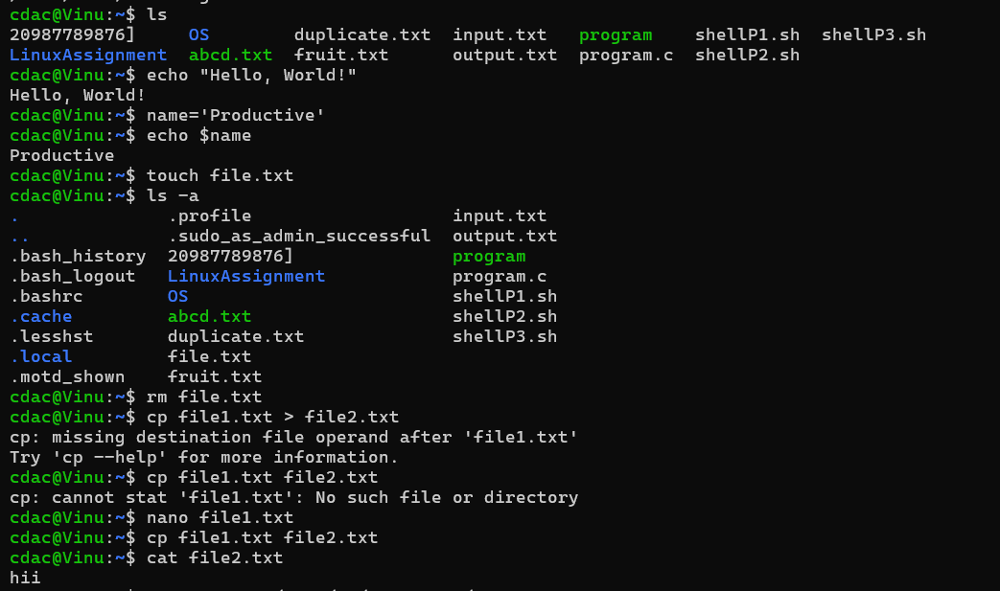 cdac@Vinu:~$ ls
20987789876]     OS          duplicate.txt  input.txt   program    shellP1.sh  shellP3.sh
LinuxAssignment  abcd.txt  fruit.txt      output.txt  program.c  shellP2.sh
cdac@Vinu:~$ echo "Hello, World!"
Hello, World!
cdac@Vinu:~$ name='Productive'
cdac@Vinu:~$ echo $name
Productive
cdac@Vinu:~$ touch file.txt
cdac@Vinu:~$ ls -a
.              .profile                   input.txt
..             .sudo_as_admin_successful  output.txt
.bash_history  20987789876]               program
.bash_logout   LinuxAssignment            program.c
.bashrc        OS                         shellP1.sh
.cache         abcd.txt                   shellP2.sh
.lesshst       duplicate.txt              shellP3.sh
.local         file.txt
.motd_shown    fruit.txt
cdac@Vinu:~$ rm file.txt
cdac@Vinu:~$ cp file1.txt > file2.txt
cp: missing destination file operand after 'file1.txt'
Try 'cp --help' for more information.
cdac@Vinu:~$ cp file1.txt file2.txt
cp: cannot stat 'file1.txt': No such file or directory
cdac@Vinu:~$ nano file1.txt
cdac@Vinu:~$ cp file1.txt file2.txt
cdac@Vinu:~$ cat file2.txt
hii